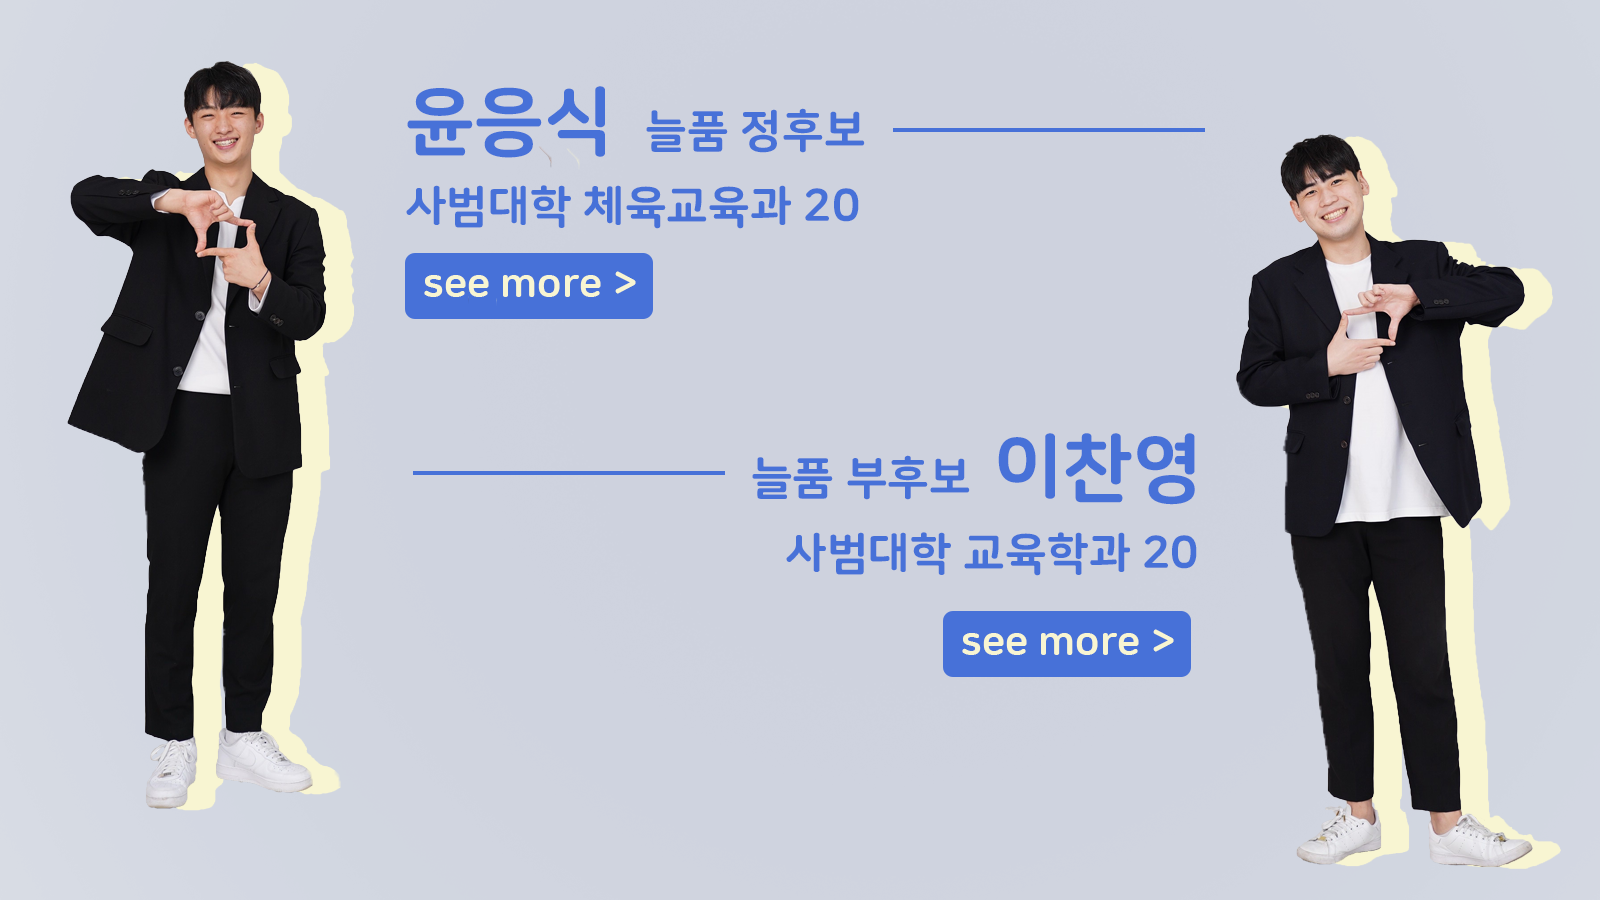 윤응식 늘품 정후보
사범대학 체육교육과 20
see more >
늘품 부후보 이찬영
사범대학 교육학과 20
see more >